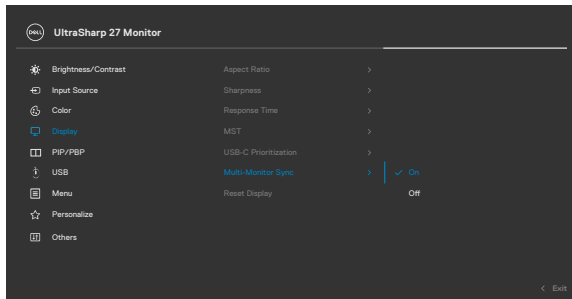 DELL UltraSharp 27 Monitor
Brightness/Contrast Aspect Ratio >
Input Source Sharpness >
Color Response Time >
Display MST >
PIP/PBP USB-C Prioritization >
USB Multi-Monitor Sync > ✓ On
Menu Reset Display Off
Personalize
Others
< Exit